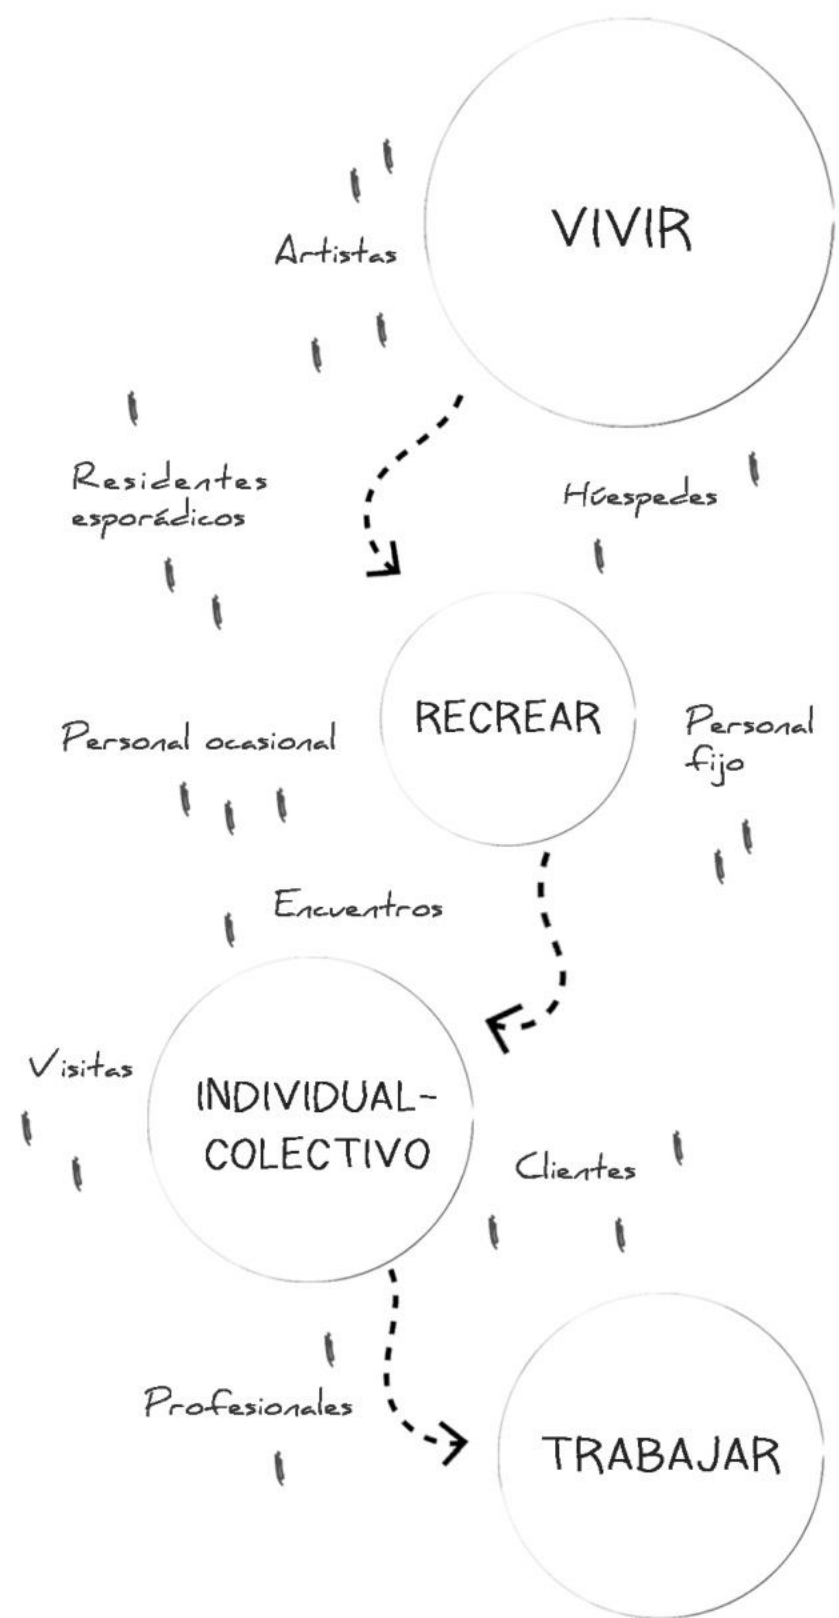 VIVIR
Artistas
Residentes
esporádicos
Húespedes
RECREAR
Personal
fijo
Personal ocasional
Encuentros
Visitas
INDIVIDUAL-
COLECTIVO
Clientes
Profesionales
TRABAJAR